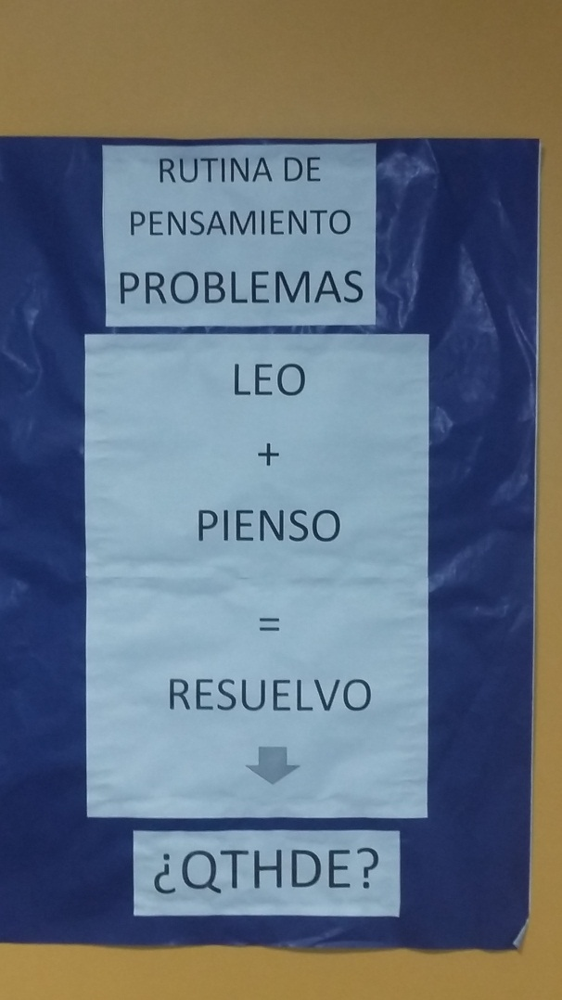 RUTINA DE
PENSAMIENTO
PROBLEMAS
LEO
+
PIENSO
=
RESUELVO
¿QTHDE?